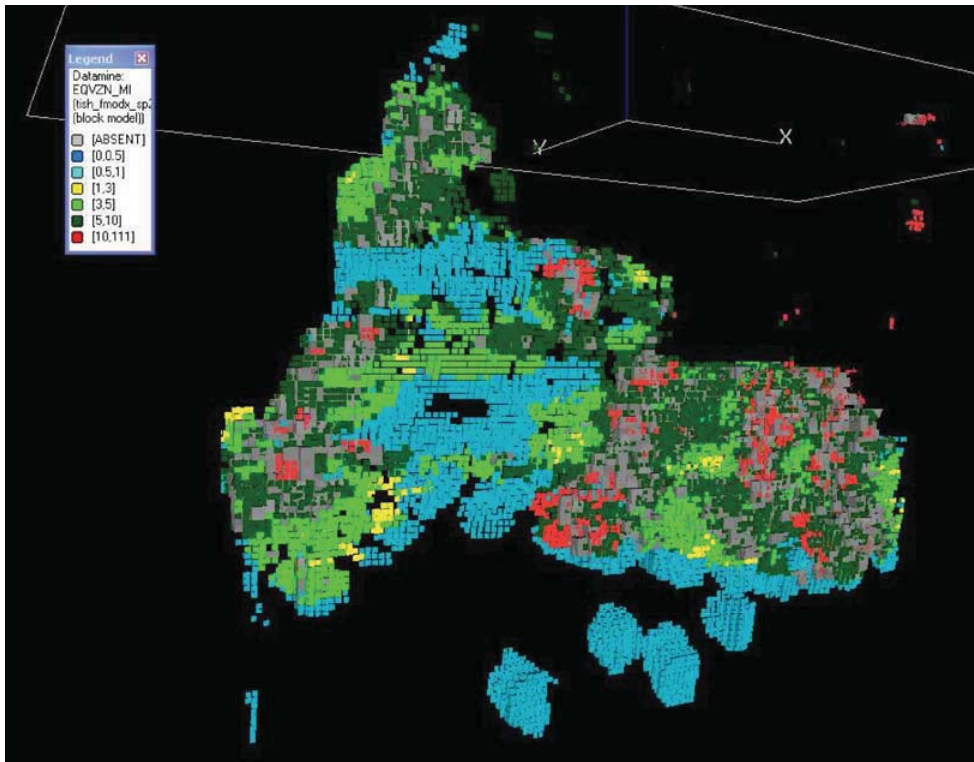 Legend
Datamine:
EQVZN_MI
(tish_fmodx_sp2
(block model))
[ABSENT]
[0,0.5]
[0.5,1]
[1,3]
[3,5]
[5,10]
[10,111]
Y
X